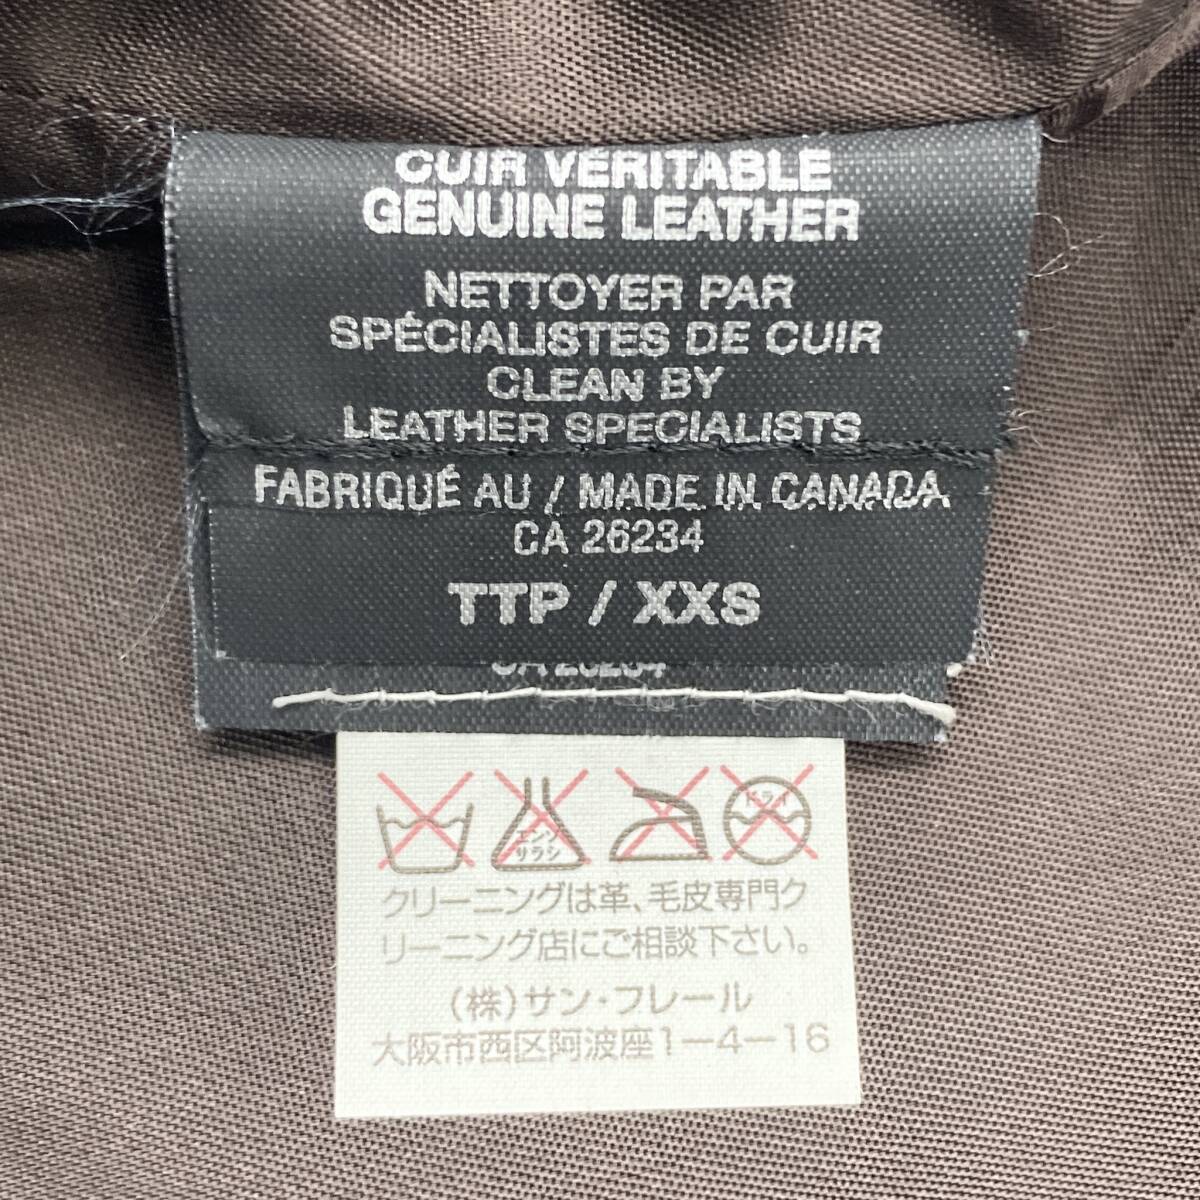 CUIR VÉRITABLE
GENUINE LEATHER
NETTOYER PAR
SPÉCIALISTES DE CUIR
CLEAN BY
LEATHER SPECIALISTS
FABRIQUÉ AU / MADE IN CANADA
CA 26234
TTP / XXS
CA 26234
エンソ
サラシ
ドライ
クリーニングは革、毛皮専門ク
リーニング店にご相談下さい。
(株)サン・フレール
大阪市西区阿波座1-4-16